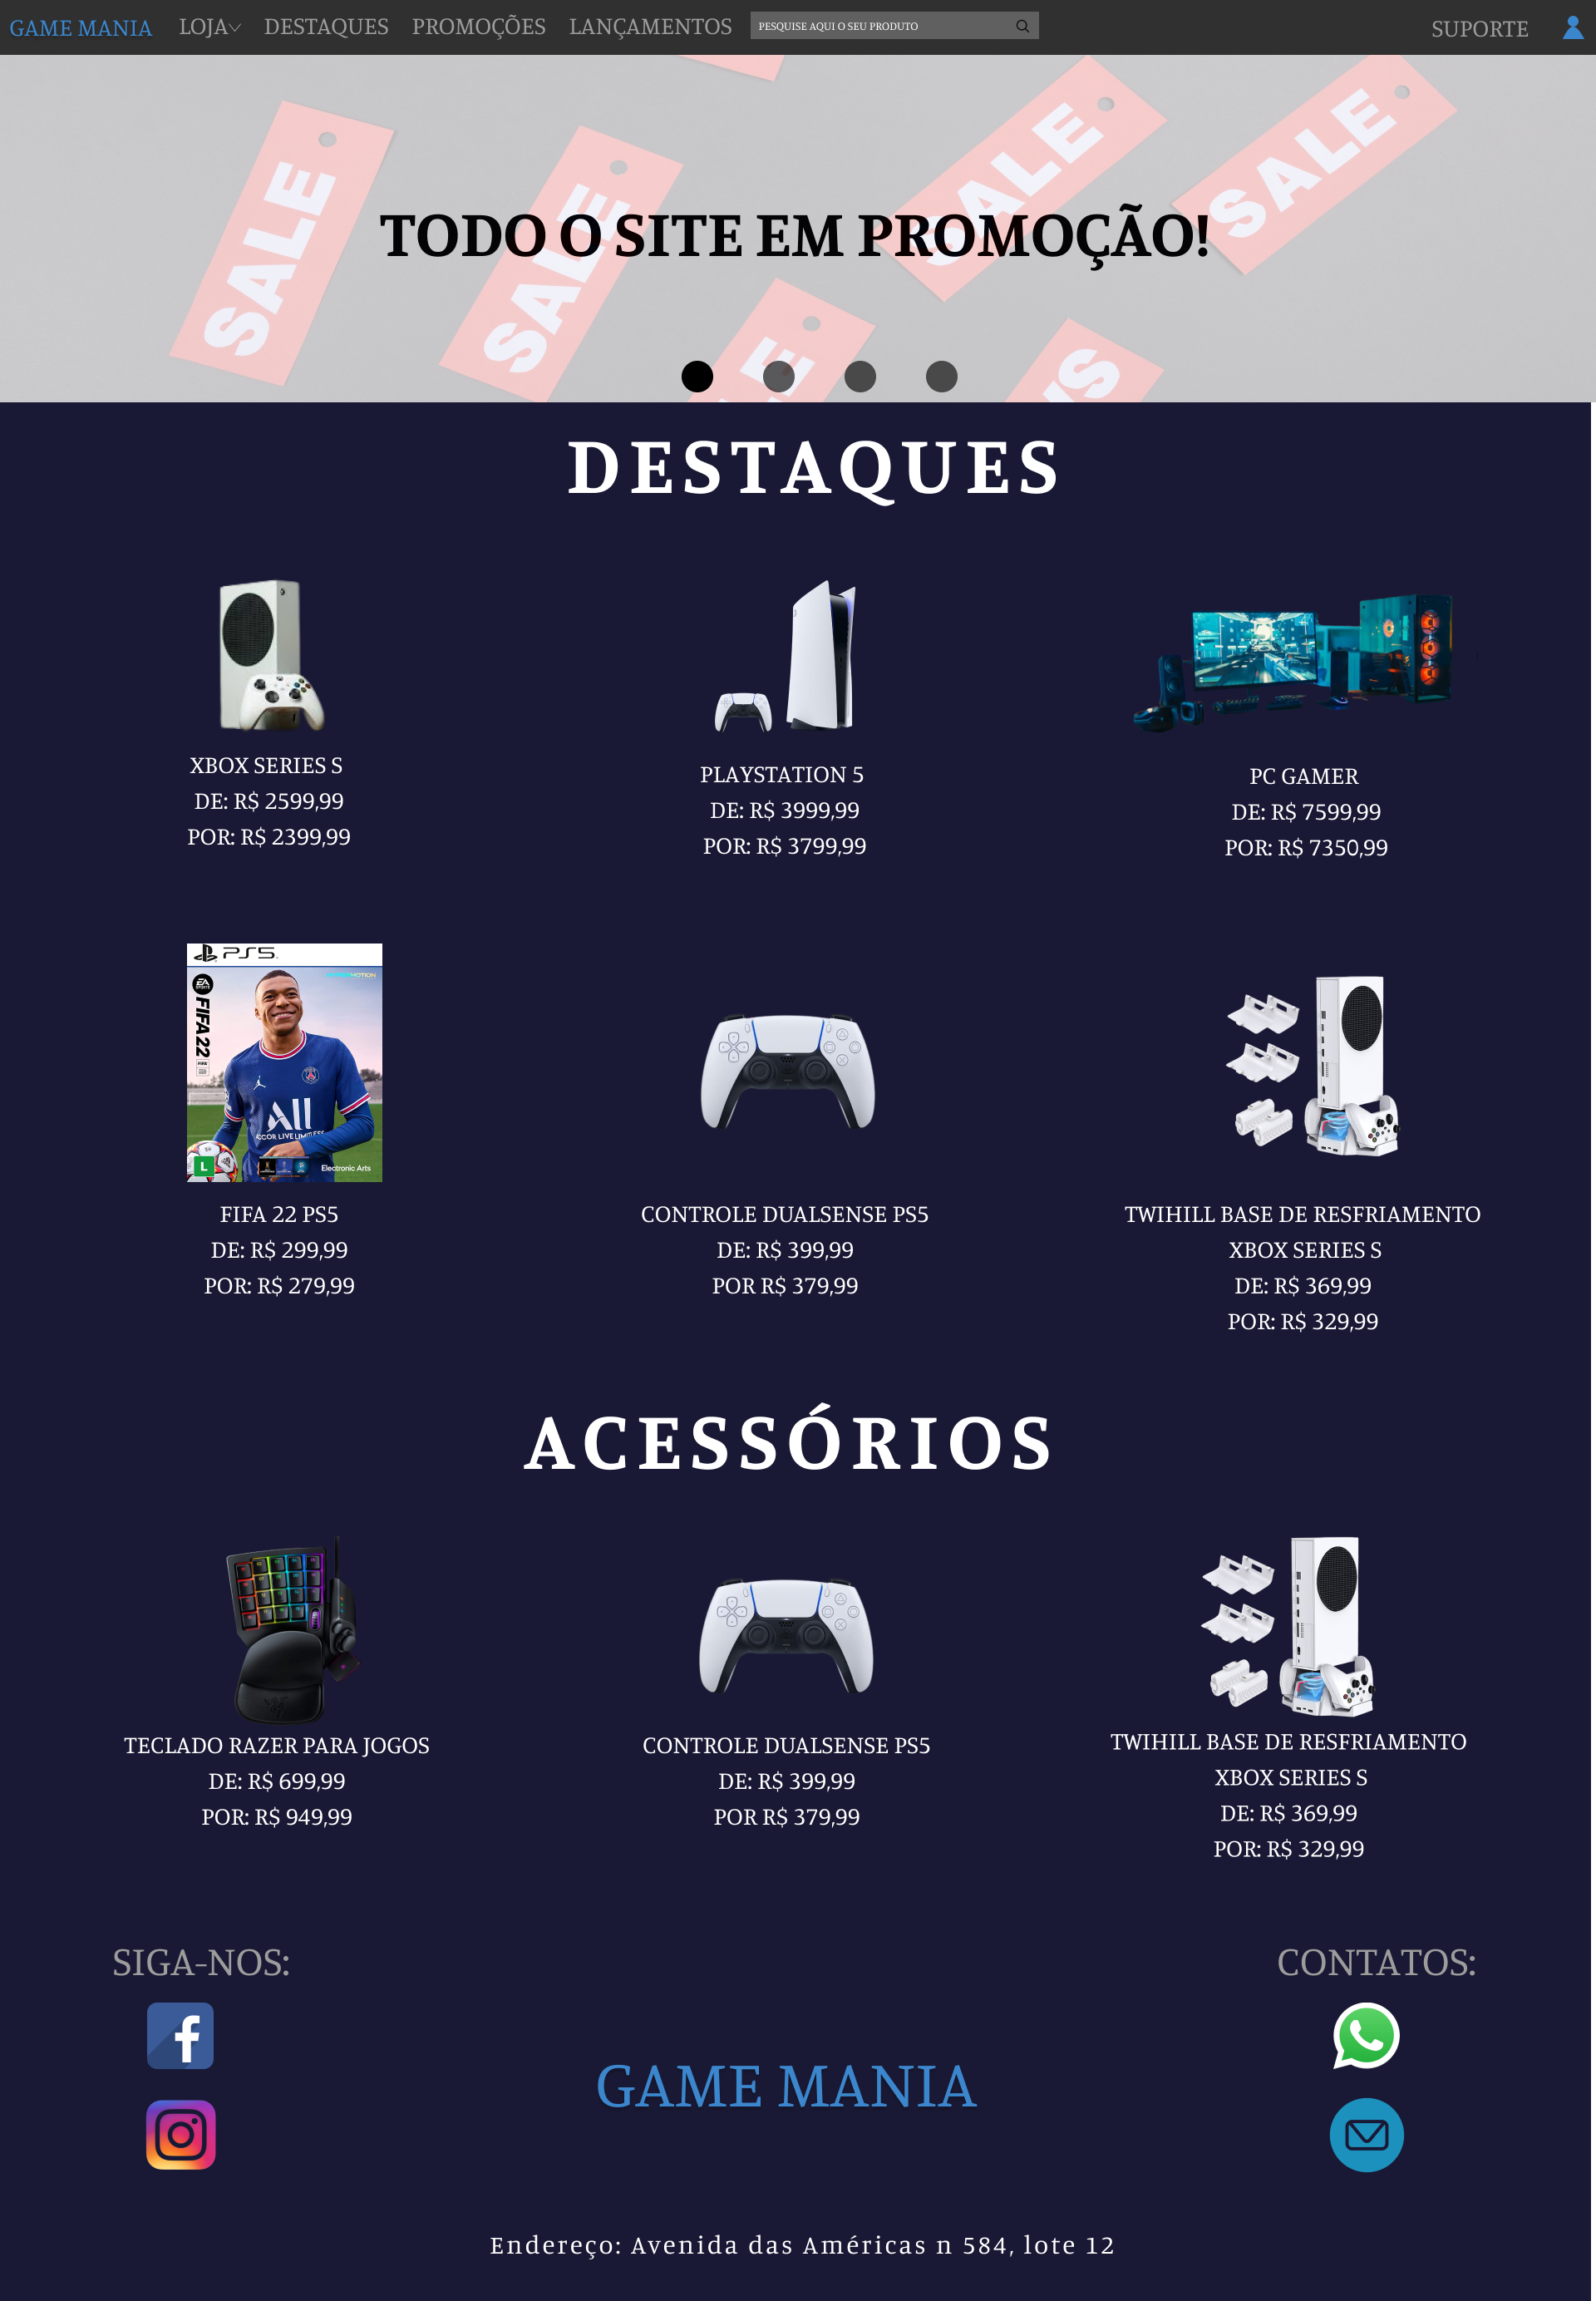 GAME MANIA
LOJA
DESTAQUES
PROMOÇÕES
LANÇAMENTOS
PESQUISE AQUI O SEU PRODUTO
SUPORTE
SALE
SALE
SALE
SALE
TODO O SITE EM PROMOÇÃO!
DESTAQUES
XBOX SERIES S
DE: R$ 2599,99
POR: R$ 2399,99
PLAYSTATION 5
DE: R$ 3999,99
POR: R$ 3799,99
PC GAMER
DE: R$ 7599,99
POR: R$ 7350,99
PS5
EA SPORTS
FIFA 22
All
ACCOR LIVE LIMITLESS
L
Electronic Arts
FIFA 22 PS5
DE: R$ 299,99
POR: R$ 279,99
CONTROLE DUALSENSE PS5
DE: R$ 399,99
POR R$ 379,99
TWIHILL BASE DE RESFRIAMENTO
XBOX SERIES S
DE: R$ 369,99
POR: R$ 329,99
ACESSÓRIOS
TECLADO RAZER PARA JOGOS
DE: R$ 699,99
POR: R$ 949,99
CONTROLE DUALSENSE PS5
DE: R$ 399,99
POR R$ 379,99
TWIHILL BASE DE RESFRIAMENTO
XBOX SERIES S
DE: R$ 369,99
POR: R$ 329,99
SIGA-NOS:
CONTATOS:
GAME MANIA
Endereço: Avenida das Américas n 584, lote 12